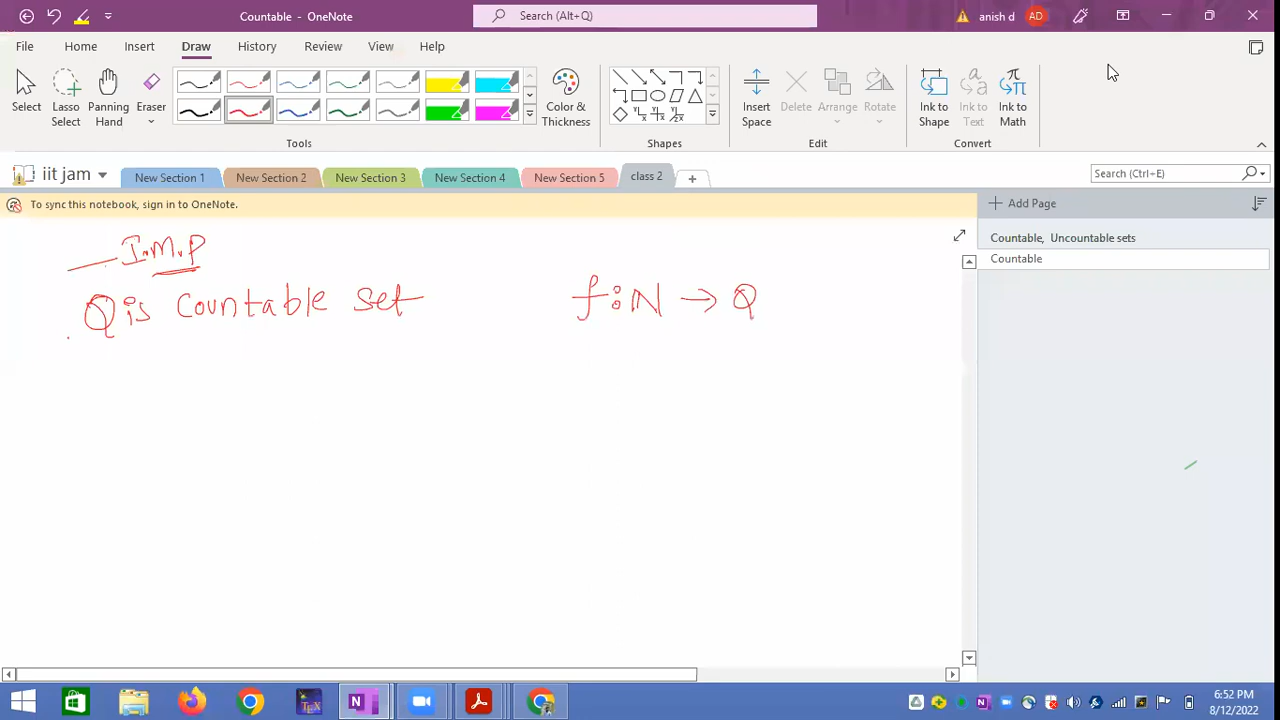 Countable - OneNote
Search (Alt+Q)
anish d
AD
File Home Insert Draw History Review View Help
Select
Lasso Select
Panning Hand
Eraser
Color & Thickness
Insert Space
Delete
Arrange
Rotate
Ink to Shape
Ink to Text
Ink to Math
Tools
Shapes
Edit
Convert
iit jam
New Section 1
New Section 2
New Section 3
New Section 4
New Section 5
class 2
Search (Ctrl+E)
To sync this notebook, sign in to OneNote.
Add Page
I.M.P
Countable, Uncountable sets
Countable
Q is Countable set
f : N → Q
6:52 PM
8/12/2022